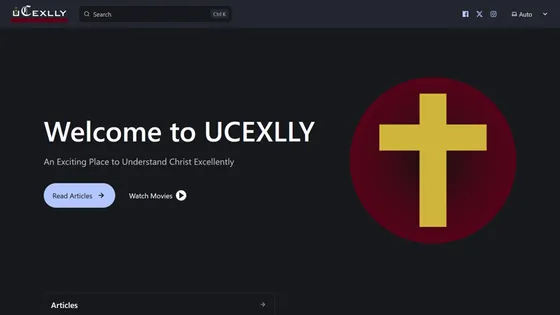 UCEXLLY
Search
Ctrl K
Auto
Welcome to UCEXLLY
An Exciting Place to Understand Christ Excellently
Read Articles
Watch Movies
Articles